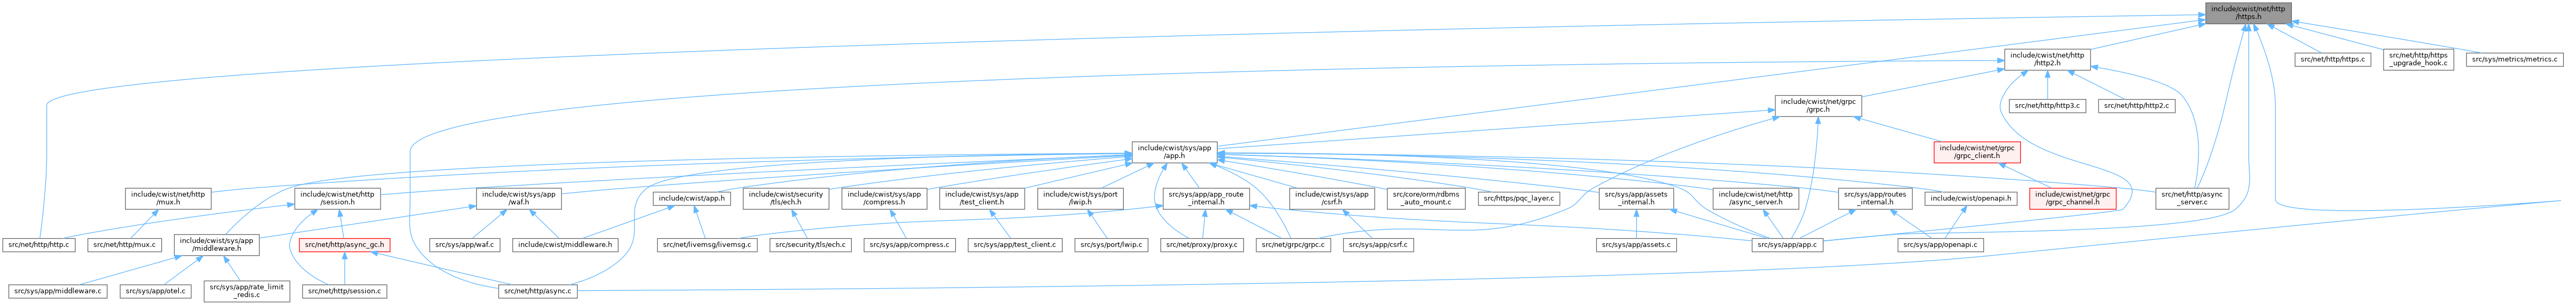 include/cwist/net/http
/https.h
include/cwist/net/http
/http2.h
src/net/http/https.c
src/net/http/https
_upgrade_hook.c
src/sys/metrics/metrics.c
include/cwist/net/grpc
/grpc.h
src/net/http/http3.c
src/net/http/http2.c
include/cwist/sys/app
/app.h
include/cwist/net/grpc
/grpc_client.h
include/cwist/net/http
/mux.h
include/cwist/net/http
/session.h
include/cwist/sys/app
/waf.h
include/cwist/app.h
include/cwist/security
/tls/ech.h
include/cwist/sys/app
/compress.h
include/cwist/sys/app
/test_client.h
include/cwist/sys/port
/lwip.h
src/sys/app/app_route
_internal.h
include/cwist/sys/app
/csrf.h
src/core/orm/rdbms
_auto_mount.c
src/https/pqc_layer.c
src/sys/app/assets
_internal.h
include/cwist/net/http
/async_server.h
src/sys/app/routes
_internal.h
include/cwist/openapi.h
include/cwist/net/grpc
/grpc_channel.h
src/net/http/async
_server.c
src/net/http/http.c
src/net/http/mux.c
include/cwist/sys/app
/middleware.h
src/net/http/async_gc.h
src/sys/app/waf.c
include/cwist/middleware.h
src/net/livemsg/livemsg.c
src/security/tls/ech.c
src/sys/app/compress.c
src/sys/app/test_client.c
src/sys/port/lwip.c
src/net/proxy/proxy.c
src/net/grpc/grpc.c
src/sys/app/csrf.c
src/sys/app/assets.c
src/sys/app/app.c
src/sys/app/openapi.c
src/sys/app/middleware.c
src/sys/app/otel.c
src/sys/app/rate_limit
_redis.c
src/net/http/session.c
src/net/http/async.c